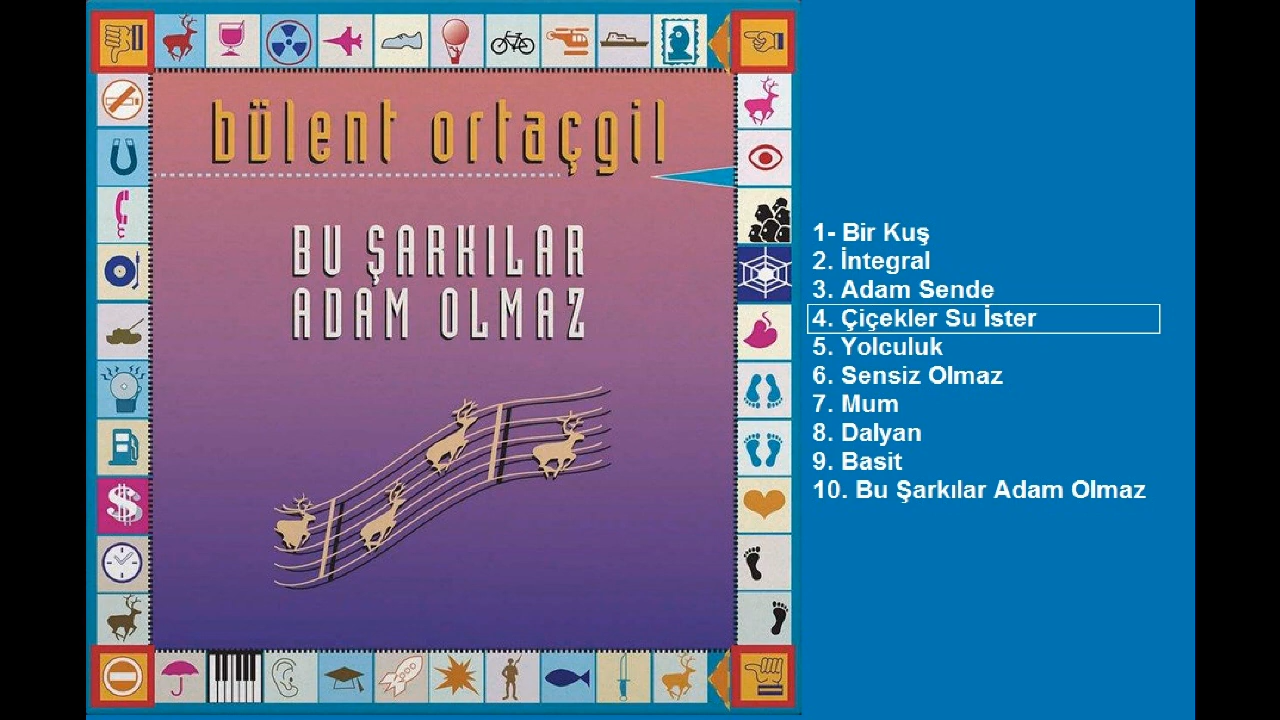 bülent ortaçgil
BU ŞARKILAR
ADAM OLMAZ
1- Bir Kuş
2. İntegral
3. Adam Sende
4. Çiçekler Su İster
5. Yolculuk
6. Sensiz Olmaz
7. Mum
8. Dalyan
9. Basit
10. Bu Şarkılar Adam Olmaz